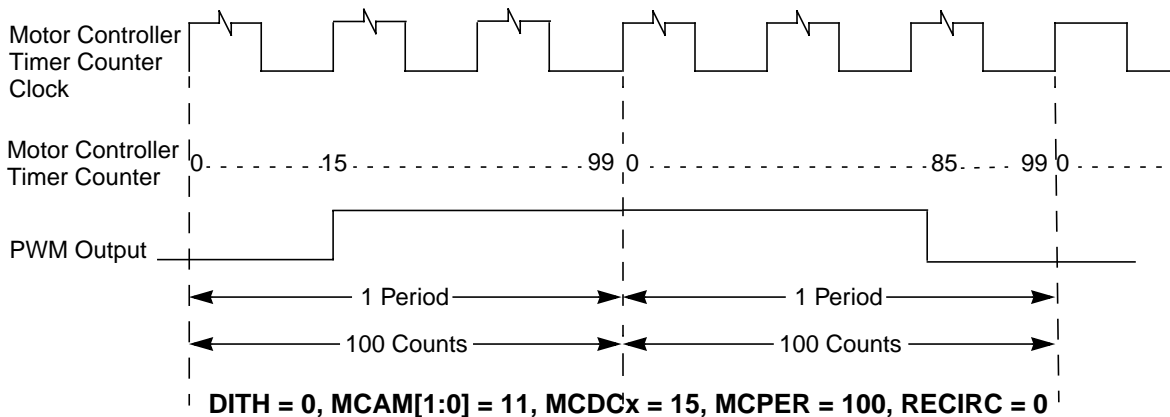 Motor Controller
Timer Counter
Clock
Motor Controller
Timer Counter
0 15 99 0 85 99 0
PWM Output
1 Period 1 Period
100 Counts 100 Counts
DITH = 0, MCAM[1:0] = 11, MCDCx = 15, MCPER = 100, RECIRC = 0